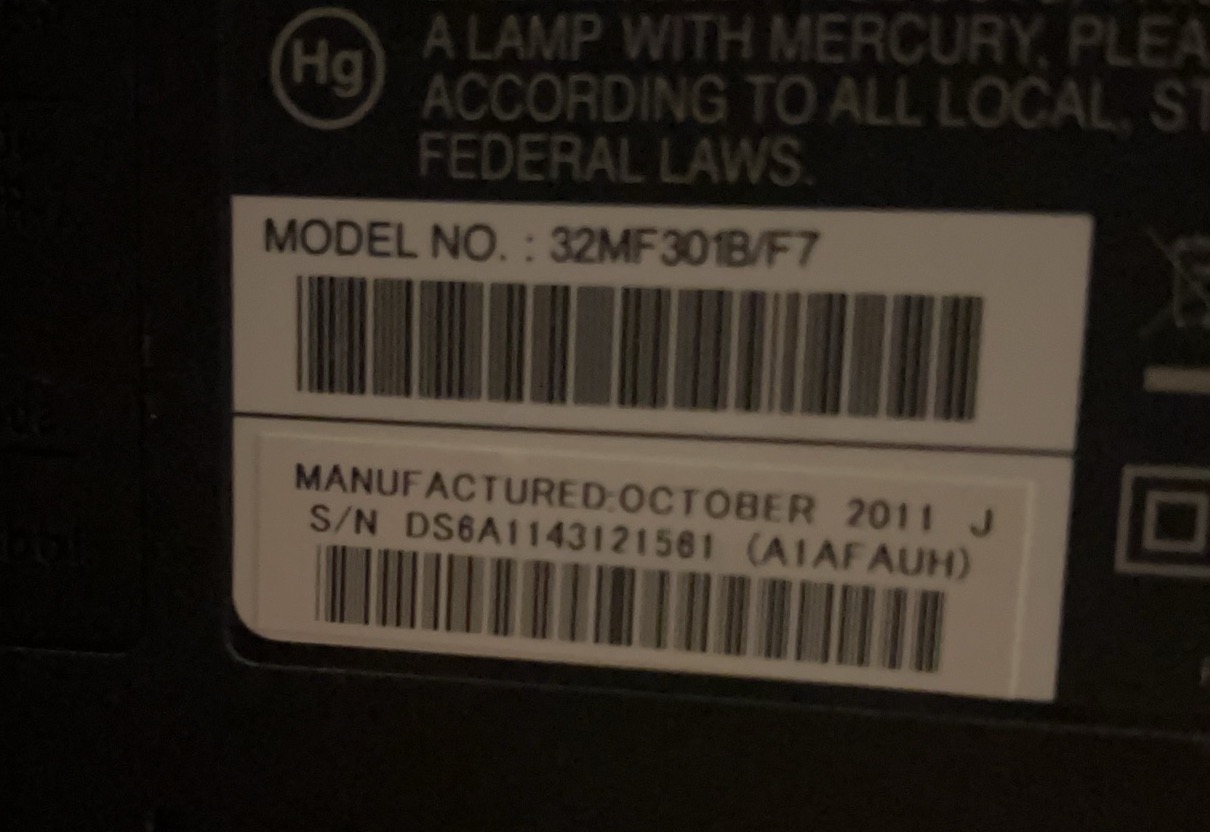 Hg
A LAMP WITH MERCURY. PLEA
ACCORDING TO ALL LOCAL, ST
FEDERAL LAWS.
MODEL NO. : 32MF301B/F7
MANUFACTURED:OCTOBER 2011 J
S/N DS6A1143121561 (A1AFAUH)